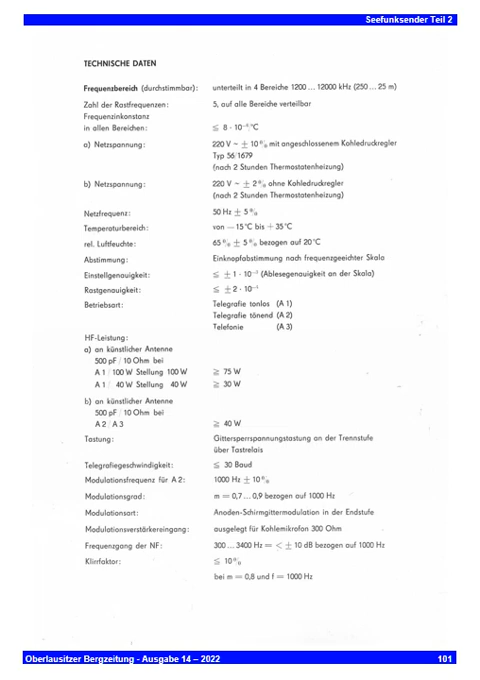 Seefunksender Teil 2
TECHNISCHE DATEN
Frequenzbereich (durchstimmbar): unterteilt in 4 Bereiche 1200 ... 12000 kHz (250 ... 25 m)
Zahl der Rastfrequenzen: 5, auf alle Bereiche verteilbar
Frequenzinkonstanz
in allen Bereichen: ≦ 8 · 10⁻⁵/°C
a) Netzspannung: 220 V ~ ± 10 % mit angeschlossenem Kohledruckregler
Typ 56/1679
(nach 2 Stunden Thermostatenheizung)
b) Netzspannung: 220 V ~ ± 2 % ohne Kohledruckregler
(nach 2 Stunden Thermostatenheizung)
Netzfrequenz: 50 Hz ± 5 %
Temperaturbereich: von — 15 °C bis + 35 °C
rel. Luftfeuchte: 65 % ± 5 % bezogen auf 20 °C
Abstimmung: Einknopfabstimmung nach frequenzgeeichter Skala
Einstellgenauigkeit: ≦ ± 1 · 10⁻³ (Ablesegenauigkeit an der Skala)
Rastgenauigkeit: ≦ ± 2 ·
Betriebsart: Telegrafie tonlos (A 1)
Telegrafie tönend (A 2)
Telefonie (A 3)
HF-Leistung:
a) an künstlicher Antenne
500 pF / 10 Ohm bei
A 1 / 100 W Stellung 100 W ≧ 75 W
A 1 / 40 W Stellung 40 W ≧ 30 W
b) an künstlicher Antenne
500 pF / 10 Ohm bei
A 2 / A 3 ≧ 40 W
Tastung: Gittersperrspannungstastung an der Trennstufe
über Tastrelais
Telegrafiegeschwindigkeit: ≦ 30 Baud
Modulationsfrequenz für A 2: 1000 Hz ± 10 %
Modulationsgrad: m = 0,7 ... 0,9 bezogen auf 1000 Hz
Modulationsart: Anoden-Schirmgittermodulation in der Endstufe
Modulationsverstärkereingang: ausgelegt für Kohlemikrofon 300 Ohm
Frequenzgang der NF: 300 ... 3400 Hz = < ± 10 dB bezogen auf 1000 Hz
Klirrfaktor: ≦ 10 %
bei m = 0,8 und f = 1000 Hz
Oberlausitzer Bergzeitung - Ausgabe 14 – 2022 101